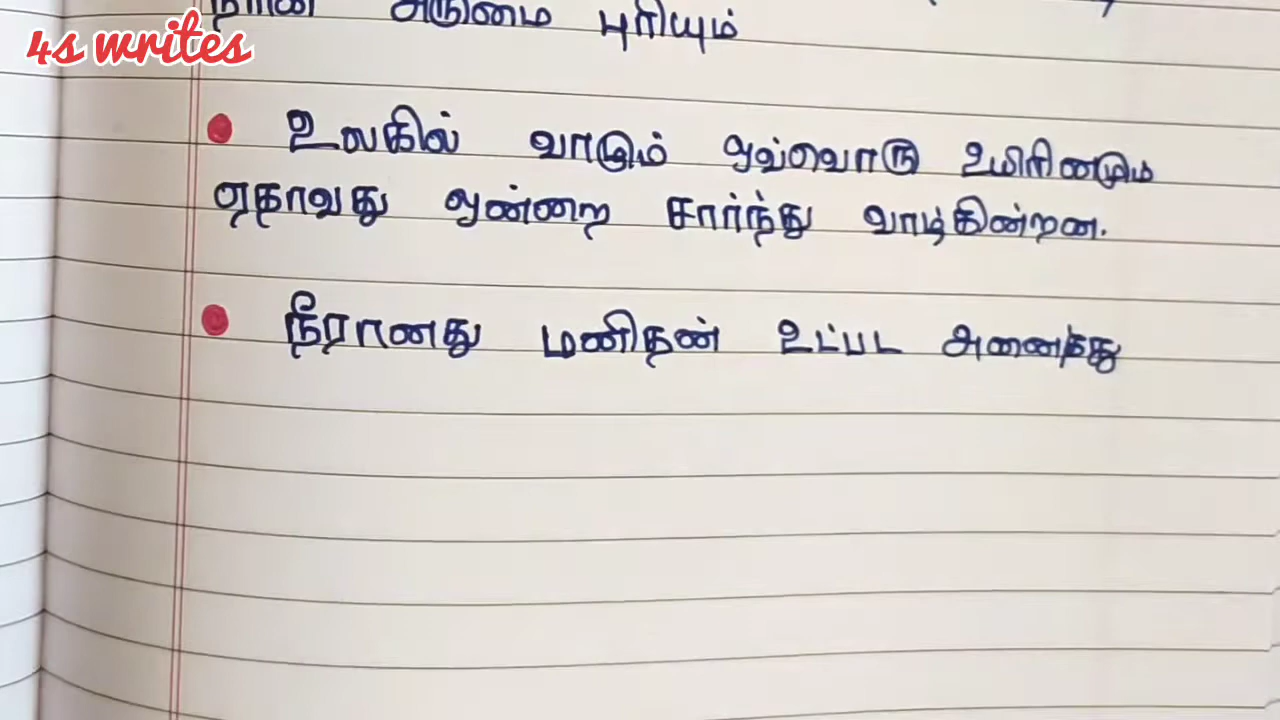 4s writes
அருமை புரியும்
உலகில் வாழும் ஒவ்வொரு உயிரினமும்
ஏதாவது ஒன்றை சார்ந்து வாழ்கின்றன.
நீரானது மனிதன் உட்பட அனைத்து